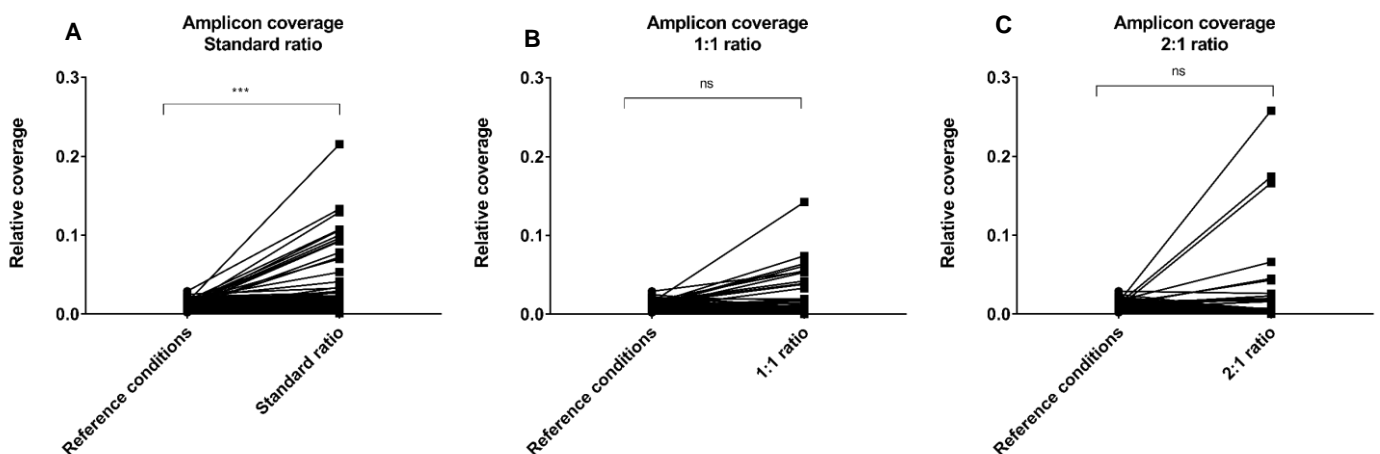 A
Amplicon coverage
Standard ratio
Relative coverage
0.3
0.2
0.1
0.0
***
Reference conditions
Standard ratio
B
Amplicon coverage
1:1 ratio
Relative coverage
0.3
0.2
0.1
0.0
ns
Reference conditions
1:1 ratio
C
Amplicon coverage
2:1 ratio
Relative coverage
0.3
0.2
0.1
0.0
ns
Reference conditions
2:1 ratio